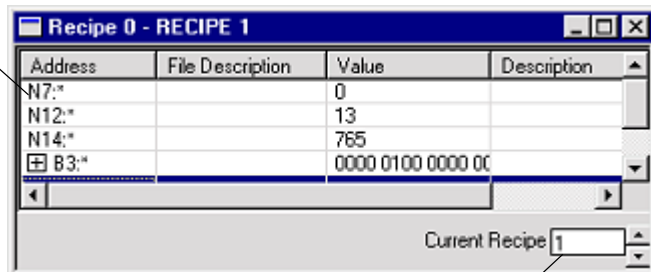 Recipe 0 - RECIPE 1
Address File Description Value Description
N7:* 0
N12:* 13
N14:* 765
B3:* 0000 0100 0000 00
Current Recipe 1